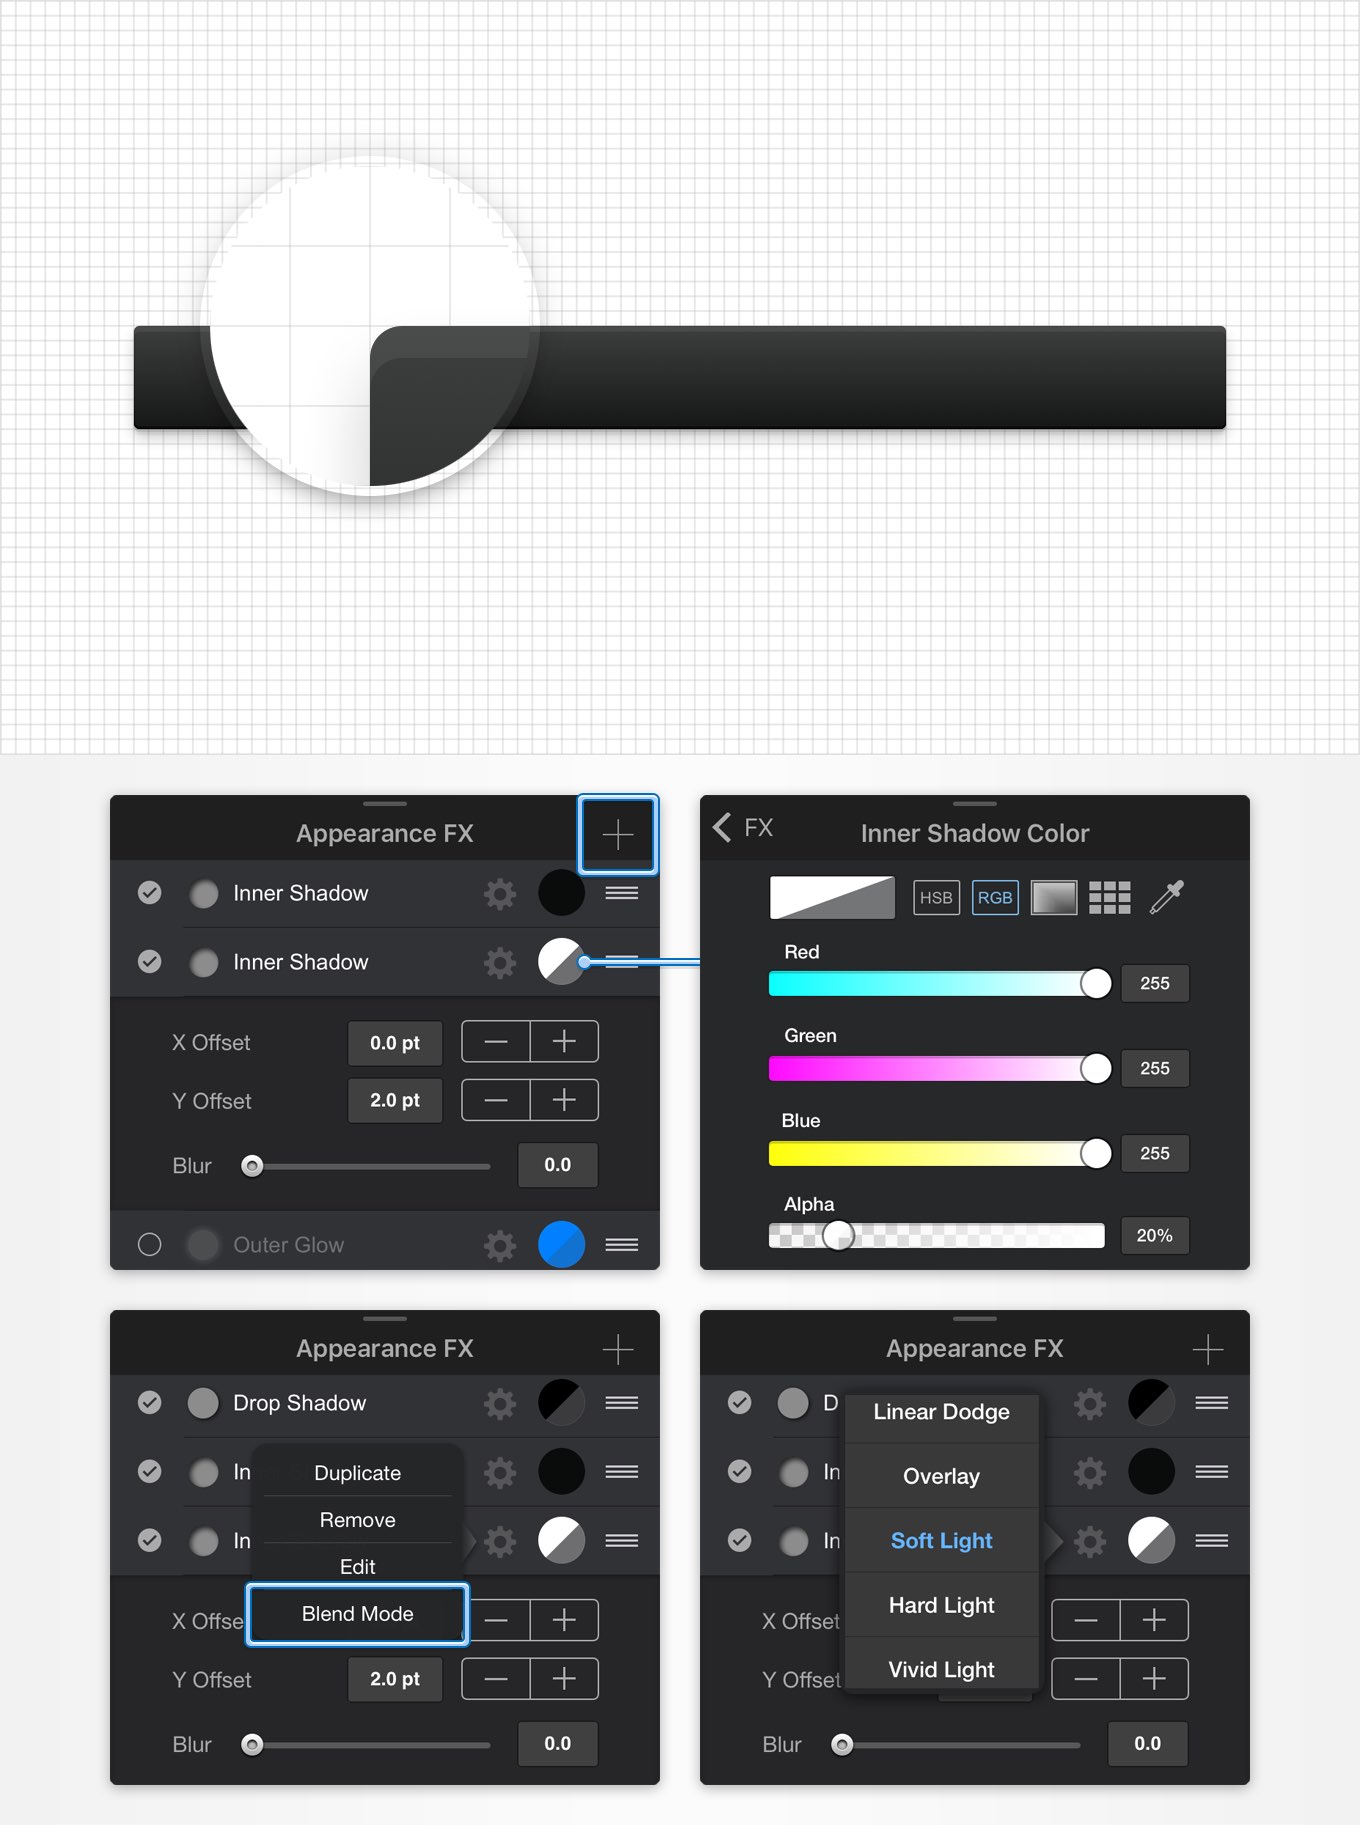 Appearance FX
Inner Shadow
Inner Shadow
X Offset 0.0 pt
Y Offset 2.0 pt
Blur 0.0
Outer Glow
FX Inner Shadow Color
HSB RGB
Red
255
Green
255
Blue
255
Alpha
20%
Appearance FX
Drop Shadow
In
In
Duplicate
Remove
Edit
Blend Mode
X Offse
Y Offset 2.0 pt
Blur 0.0
Appearance FX
D
In
In
Linear Dodge
Overlay
Soft Light
Hard Light
Vivid Light
X Offset
Y Offset
Blur 0.0